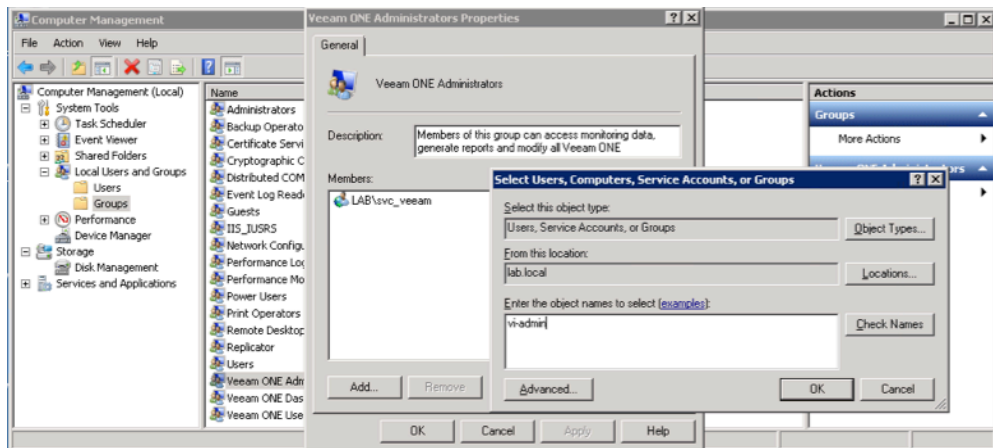 Computer Management
File Action View Help
Computer Management (Local)
System Tools
Task Scheduler
Event Viewer
Shared Folders
Local Users and Groups
Users
Groups
Performance
Device Manager
Storage
Disk Management
Services and Applications
Name
Administrators
Backup Operato
Certificate Servi
Cryptographic C
Distributed COM
Event Log Reade
Guests
IIS_IUSRS
Network Configu
Performance Log
Performance Mo
Power Users
Print Operators
Remote Desktop
Replicator
Users
Veeam ONE Adm
Veeam ONE Das
Veeam ONE Use
Veeam ONE Administrators Properties
General
Veeam ONE Administrators
Description:
Members of this group can access monitoring data,
generate reports and modify all Veeam ONE
Members:
LAB\svc_veeam
Add... Remove
OK Cancel Apply Help
Select Users, Computers, Service Accounts, or Groups
Select this object type:
Users, Service Accounts, or Groups
Object Types...
From this location:
lab.local
Locations...
Enter the object names to select (examples):
vi-admin
Check Names
Advanced...
OK Cancel
Actions
Groups
More Actions